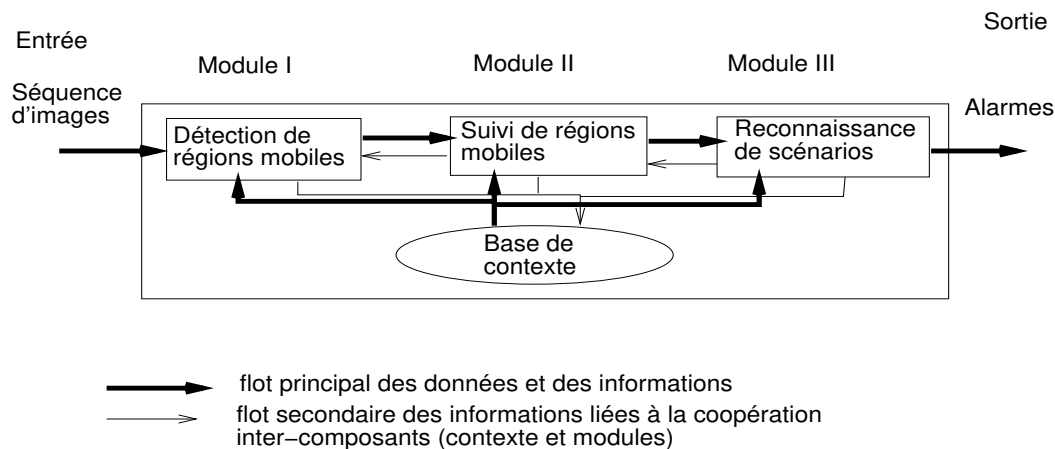 Entrée
Sortie
Module I
Module II
Module III
Séquence
d'images
Alarmes
Détection de
régions mobiles
Suivi de régions
mobiles
Reconnaissance
de scénarios
Base de
contexte
flot principal des données et des informations
flot secondaire des informations liées à la coopération
inter−composants (contexte et modules)